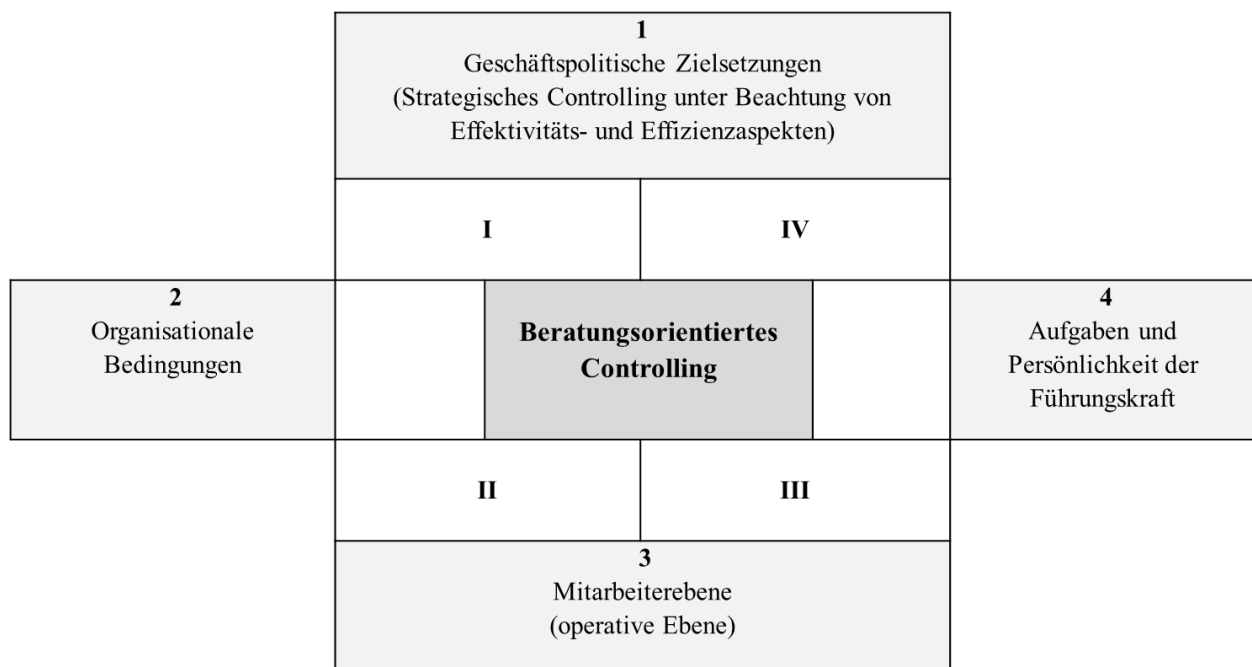 1
Geschäftspolitische Zielsetzungen
(Strategisches Controlling unter Beachtung von
Effektivitäts- und Effizienzaspekten)
I
IV
2
Organisationale
Bedingungen
Beratungsorientiertes
Controlling
4
Aufgaben und
Persönlichkeit der
Führungskraft
II
III
3
Mitarbeiterebene
(operative Ebene)